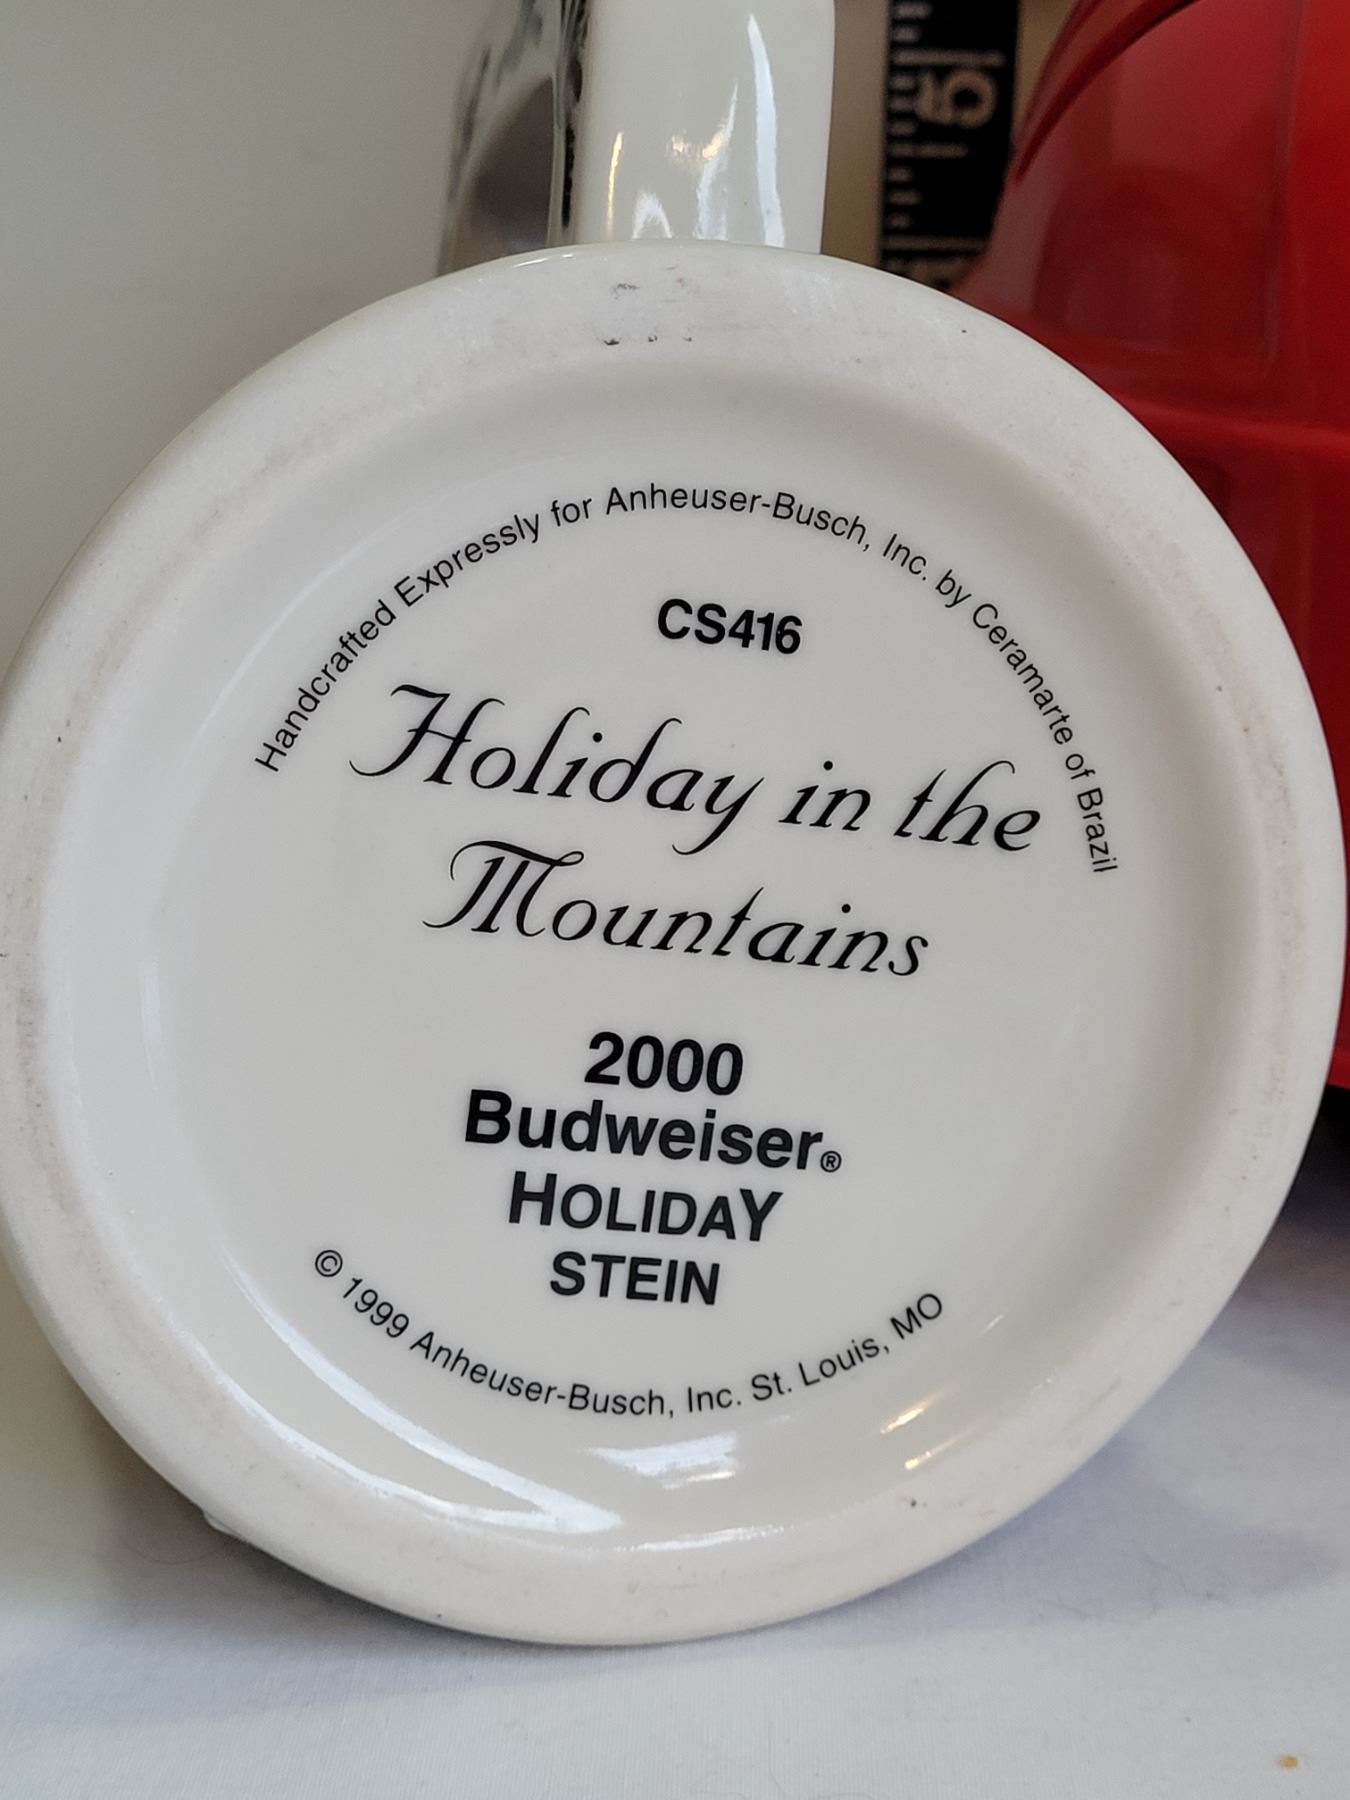 6
Handcrafted Expressly for Anheuser-Busch, Inc. by Ceramarte of Brazil
CS416
Holiday in the
Mountains
2000
Budweiser®
HOLIDAY
STEIN
© 1999 Anheuser-Busch, Inc. St. Louis, MO